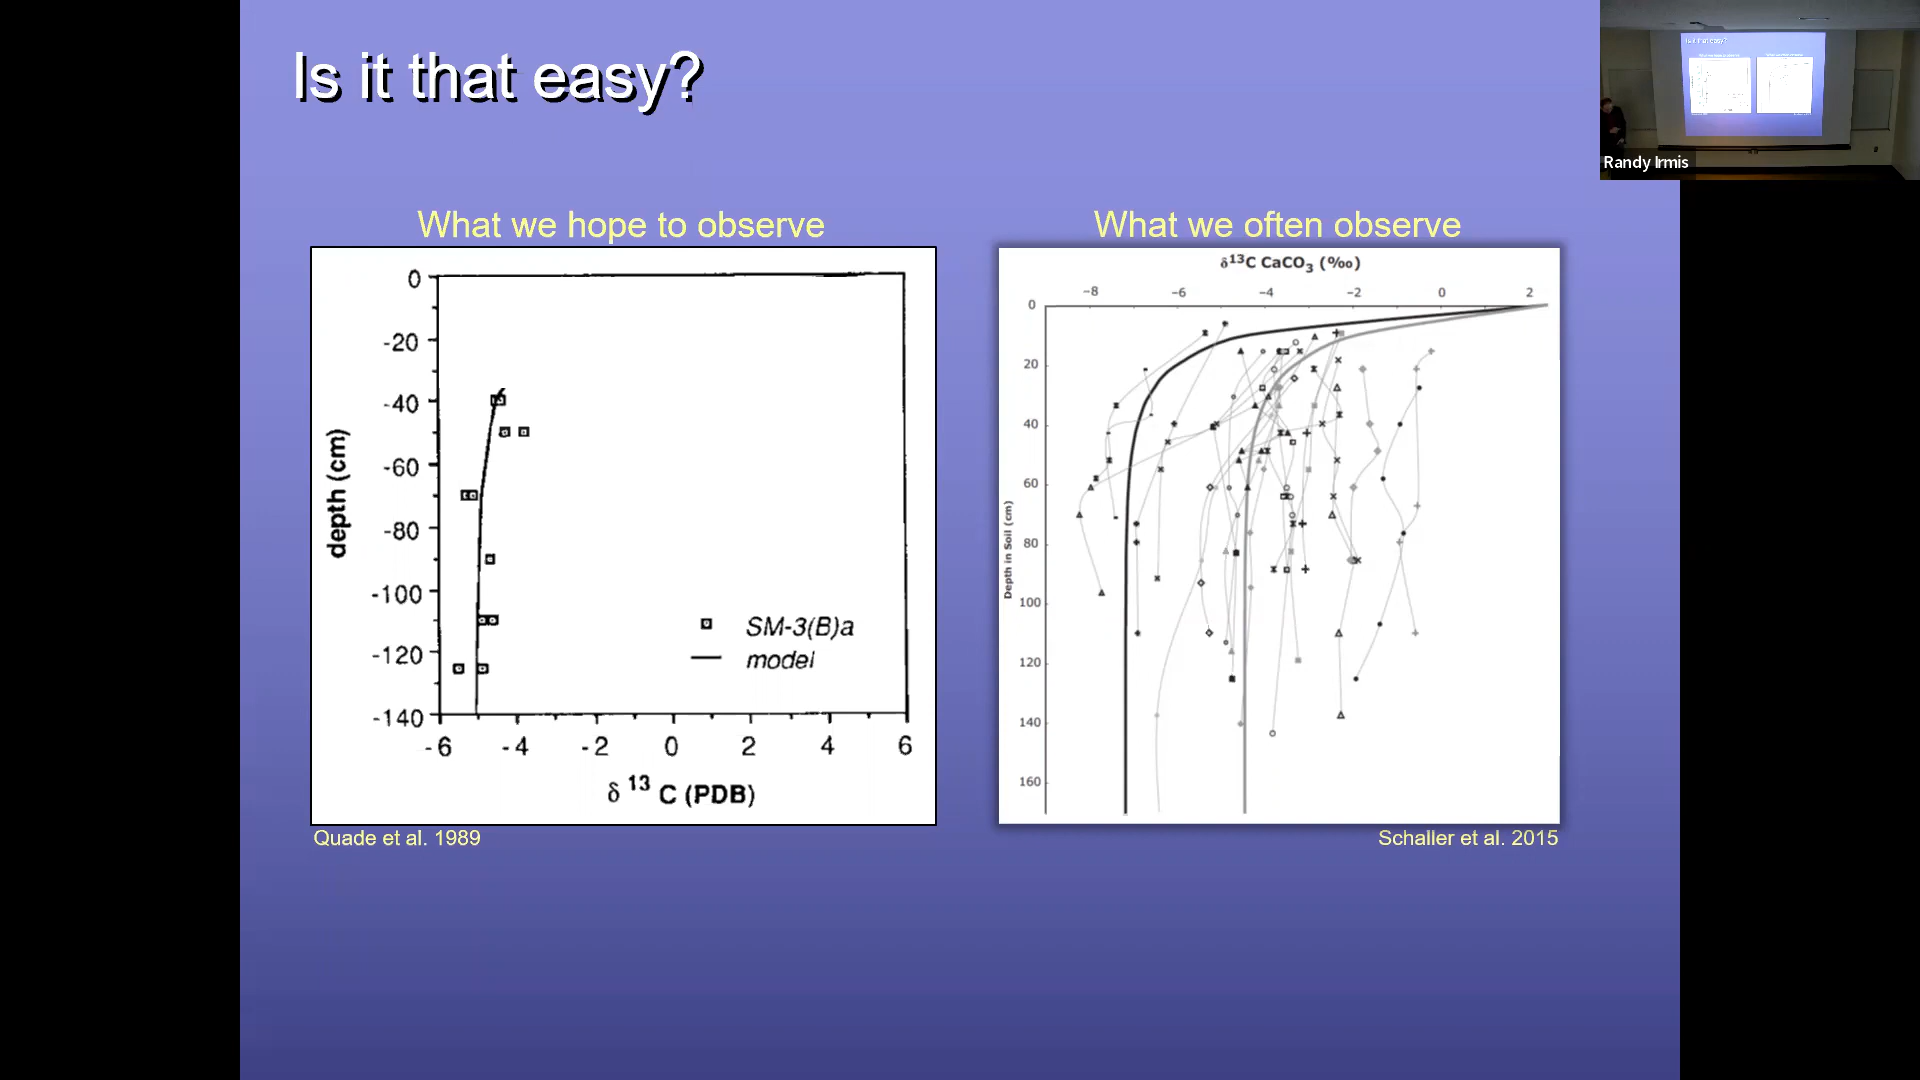 Is it that easy?
Randy Irmis
What we hope to observe
0
-20
-40
-60
-80
-100
-120
-140
depth (cm)
SM-3(B)a
model
-6 -4 -2 0 2 4 6
δ 13 C (PDB)
Quade et al. 1989
What we often observe
δ13C CaCO3 (‰)
−8 −6 −4 −2 0 2
0
20
40
60
80
100
120
140
160
Depth in Soil (cm)
Schaller et al. 2015